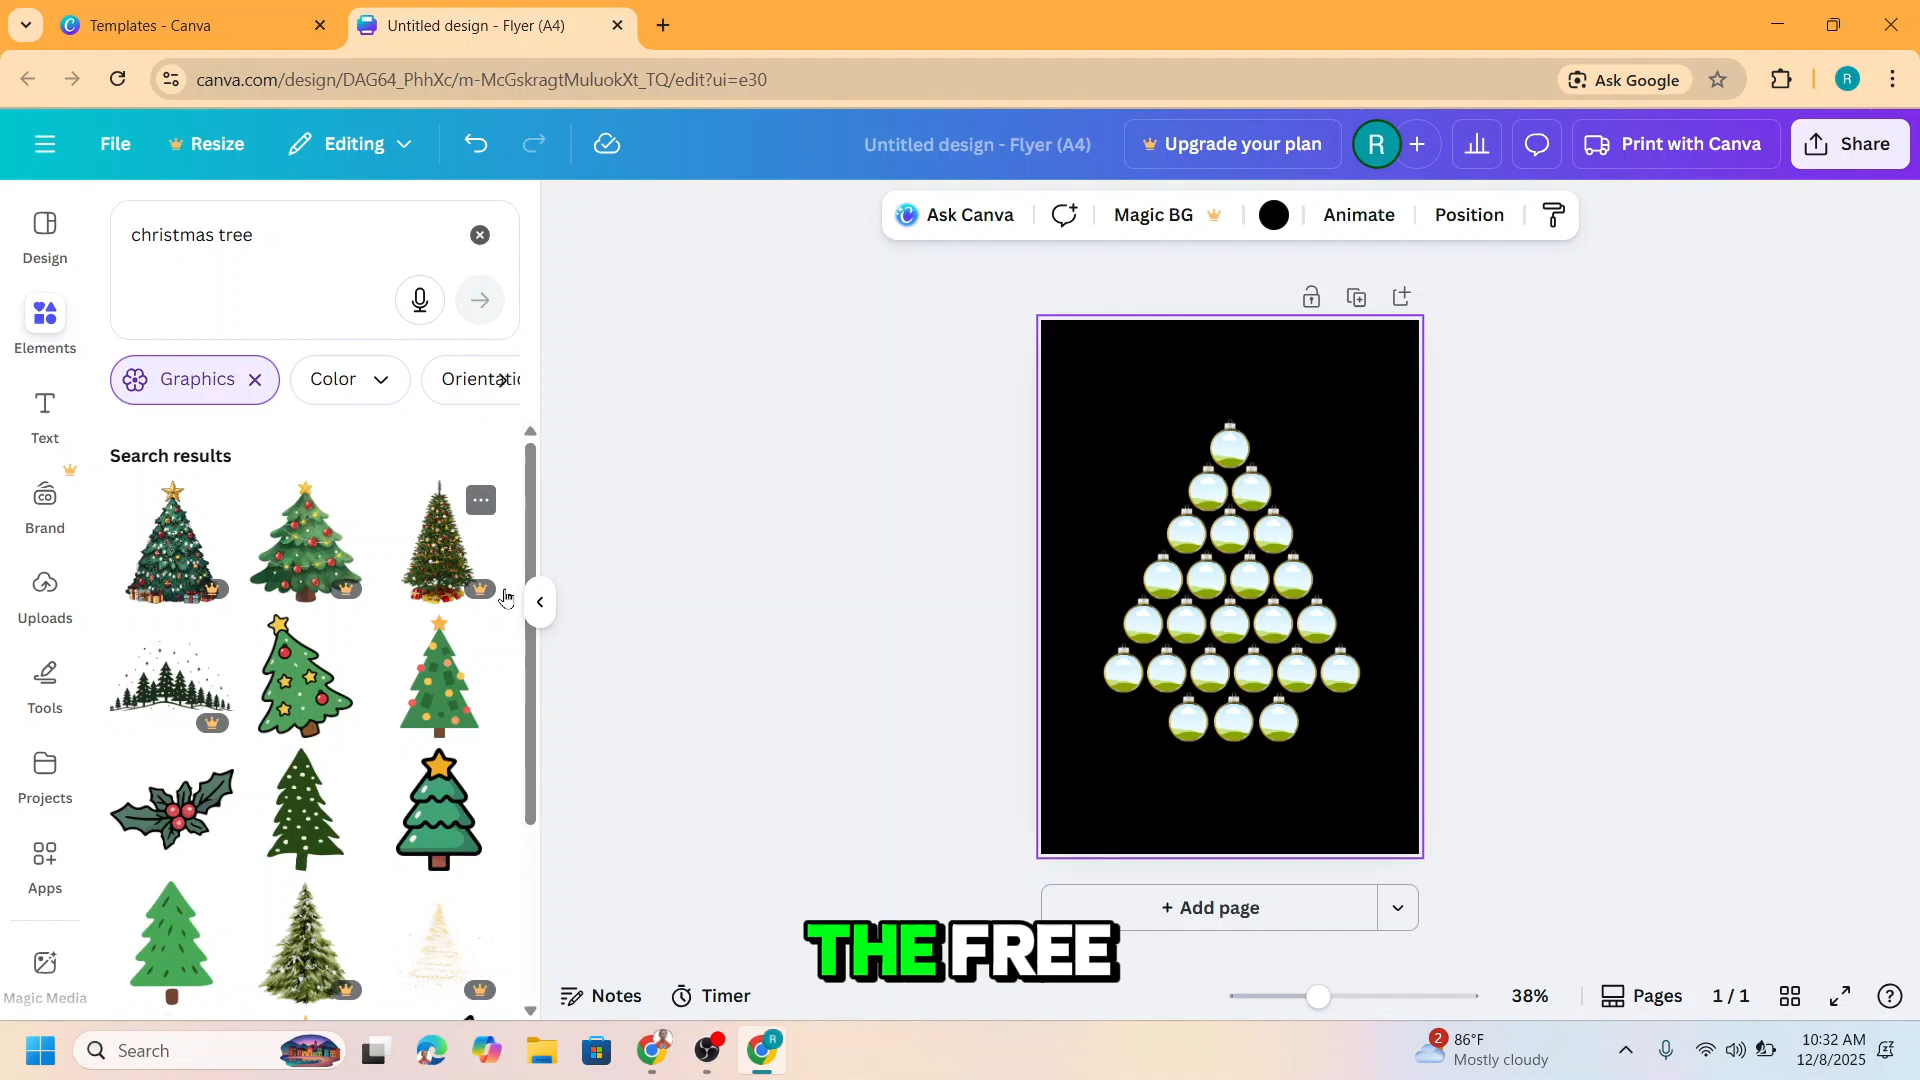 Templates - Canva
Untitled design - Flyer (A4)
canva.com/design/DAG64_PhhXc/m-McGskragtMuluokXt_TQ/edit?ui=e30
Ask Google
R
File
Resize
Editing
Untitled design - Flyer (A4)
Upgrade your plan
R
Print with Canva
Share
Design
Elements
Text
Brand
Uploads
Tools
Projects
Apps
Magic Media
christmas tree
Graphics
Color
Search results
Ask Canva
Magic BG
Animate
Position
+ Add page
THE FREE
Notes
Timer
38%
Pages
1 / 1
Search
R
2
86°F
Mostly cloudy
10:32 AM
12/8/2025